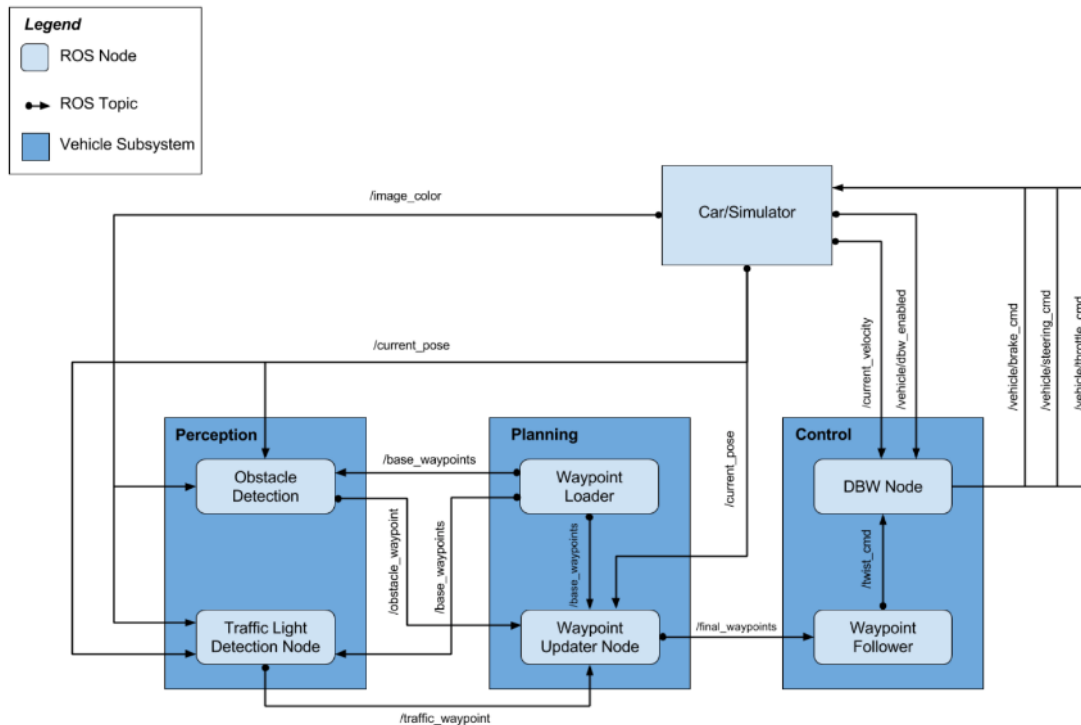 Legend
ROS Node
ROS Topic
Vehicle Subsystem
/image_color
Car/Simulator
/current_pose
/current_velocity
/vehicle/dbw_enabled
/vehicle/brake_cmd
/vehicle/steering_cmd
/vehicle/throttle_cmd
Perception
Obstacle
Detection
Traffic Light
Detection Node
/base_waypoints
/obstacle_waypoint
/base_waypoints
Planning
Waypoint
Loader
/base_waypoints
Waypoint
Updater Node
/current_pose
/traffic_waypoint
/final_waypoints
Control
DBW Node
/twist_cmd
Waypoint
Follower